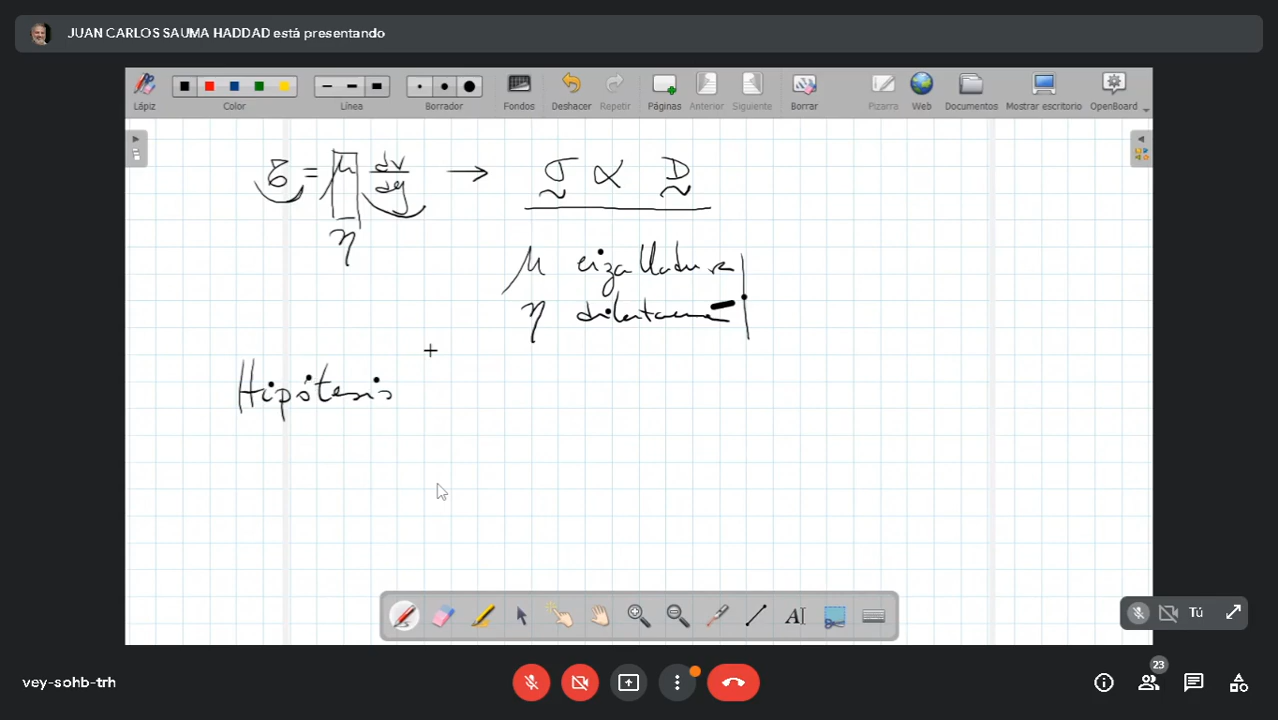 JUAN CARLOS SAUMA HADDAD está presentando
Lápiz Color Línea Borrador Fondos Deshacer Repetir Páginas Anterior Siguiente Borrar Pizarra Web Documentos Mostrar escritorio OpenBoard
= μ dv/dy → σ ∝ D
η
μ cizalladura
η
Hipótesis
Tú
vey-sohb-trh
23